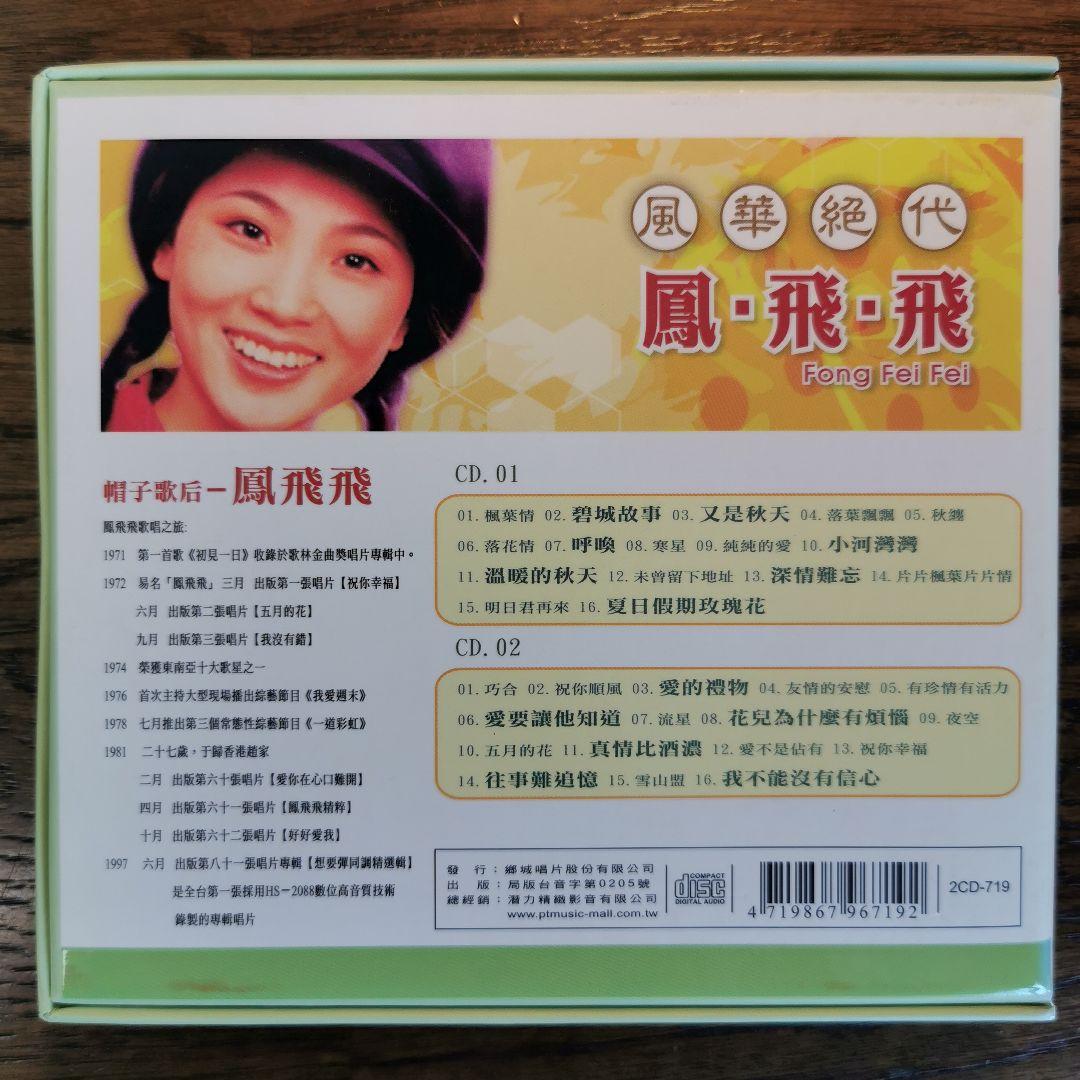 風華絕代
鳳·飛·飛
Fong Fei Fei
帽子歌后－鳳飛飛
鳳飛飛歌唱之旅:
1971 第一首歌《初見一日》收錄於歌林金曲獎唱片專輯中。
1972 易名「鳳飛飛」三月 出版第一張唱片【祝你幸福】
六月 出版第二張唱片【五月的花】
九月 出版第三張唱片【我沒有錯】
1974 榮獲東南亞十大歌星之一
1976 首次主持大型現場播出綜藝節目《我愛週末》
1978 七月推出第三個常態性綜藝節目《一道彩虹》
1981 二十七歲，于歸香港趙家
二月 出版第六十張唱片【愛你在心口難開】
四月 出版第六十一張唱片【鳳飛飛精粹】
十月 出版第六十二張唱片【好好愛我】
1997 六月 出版第八十一張唱片專輯【想要彈同調精選輯】
是全台第一張採用HS－2088數位高音質技術
錄製的專輯唱片
CD.01
01.楓葉情 02.碧城故事 03.又是秋天 04.落葉飄飄 05.秋纏
06.落花情 07.呼喚 08.寒星 09.純純的愛 10.小河灣灣
11.溫暖的秋天 12.未曾留下地址 13.深情難忘 14.片片楓葉片片情
15.明日君再來 16.夏日假期玫瑰花
CD.02
01.巧合 02.祝你順風 03.愛的禮物 04.友情的安慰 05.有珍情有活力
06.愛要讓他知道 07.流星 08.花兒為什麼有煩惱 09.夜空
10.五月的花 11.真情比酒濃 12.愛不是佔有 13.祝你幸福
14.往事難追憶 15.雪山盟 16.我不能沒有信心
發 行：鄉城唱片股份有限公司
出 版：局版台音字第0205號
總經銷：潛力精緻影音有限公司
www.ptmusic-mall.com.tw
COMPACT
disc
DIGITAL AUDIO
4 719867 967192
2CD-719